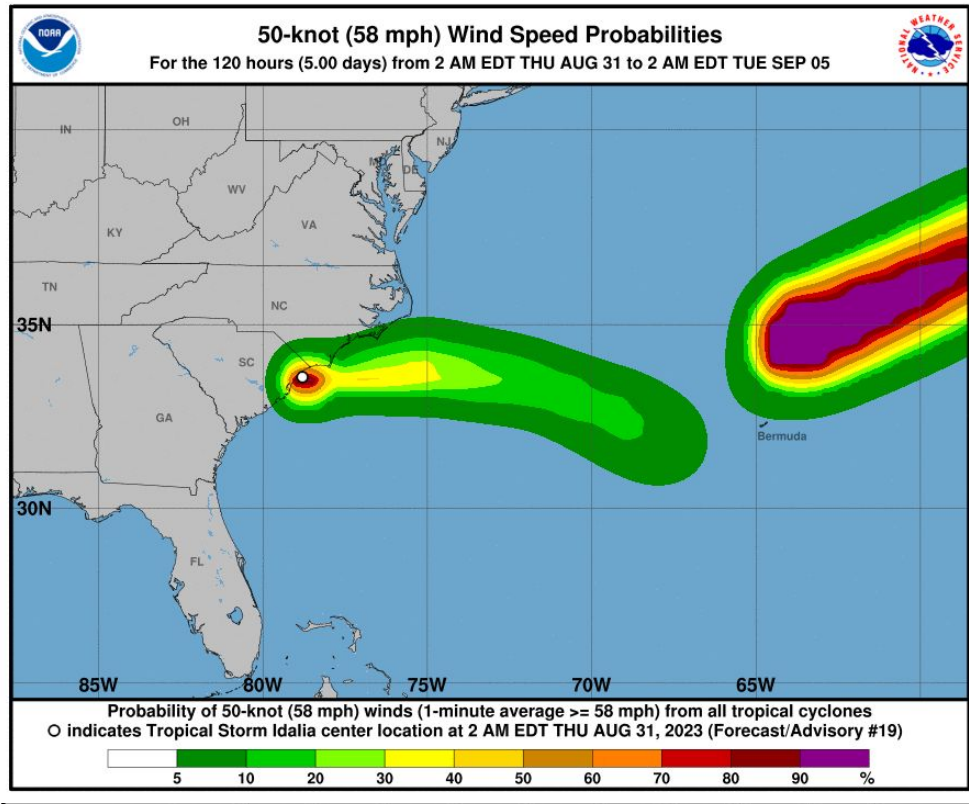 50-knot (58 mph) Wind Speed Probabilities
For the 120 hours (5.00 days) from 2 AM EDT THU AUG 31 to 2 AM EDT TUE SEP 05
NOAA
NATIONAL WEATHER SERVICE
IN
OH
NJ
DE
WV
VA
KY
TN
NC
35N
SC
GA
Bermuda
30N
FL
85W 80W 75W 70W 65W
Probability of 50-knot (58 mph) winds (1-minute average >= 58 mph) from all tropical cyclones
O indicates Tropical Storm Idalia center location at 2 AM EDT THU AUG 31, 2023 (Forecast/Advisory #19)
5 10 20 30 40 50 60 70 80 90 %